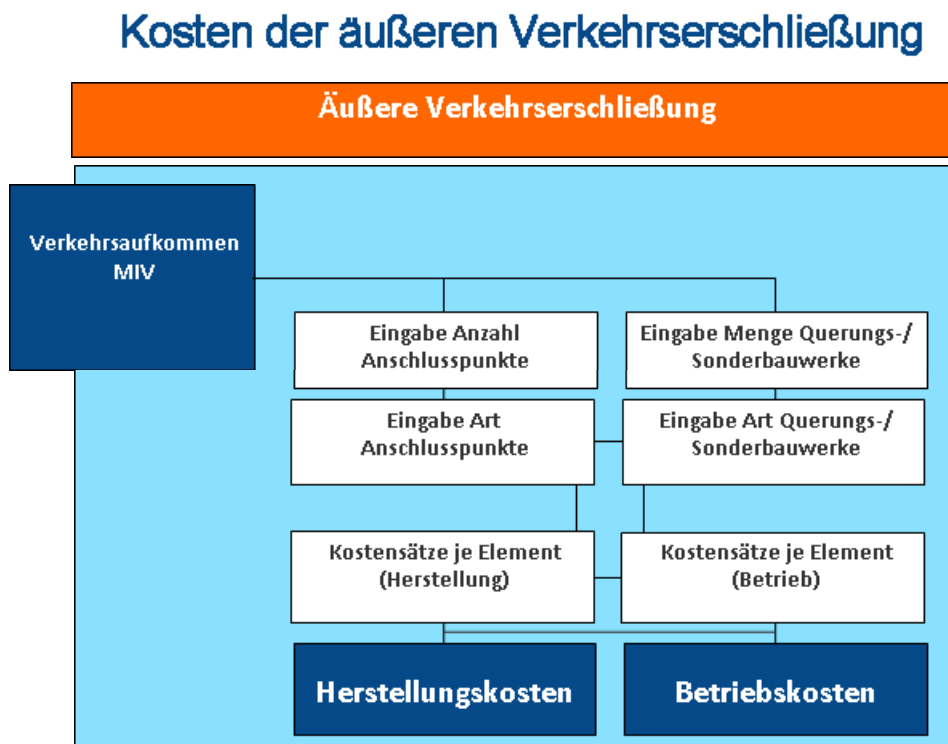 Kosten der äußeren Verkehrserschließung
Äußere Verkehrserschließung
Verkehrsaufkommen
MIV
Eingabe Anzahl
Anschlusspunkte
Eingabe Menge Querungs-/
Sonderbauwerke
Eingabe Art
Anschlusspunkte
Eingabe Art Querungs-/
Sonderbauwerke
Kostensätze je Element
(Herstellung)
Kostensätze je Element
(Betrieb)
Herstellungskosten
Betriebskosten